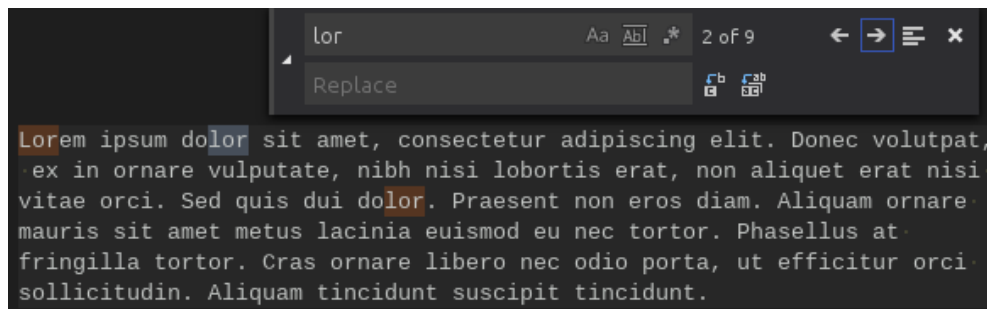 lor Aa Abl .* 2 of 9
Replace
Lorem ipsum dolor sit amet, consectetur adipiscing elit. Donec volutpat,
ex in ornare vulputate, nibh nisi lobortis erat, non aliquet erat nisi
vitae orci. Sed quis dui dolor. Praesent non eros diam. Aliquam ornare
mauris sit amet metus lacinia euismod eu nec tortor. Phasellus at
fringilla tortor. Cras ornare libero nec odio porta, ut efficitur orci
sollicitudin. Aliquam tincidunt suscipit tincidunt.